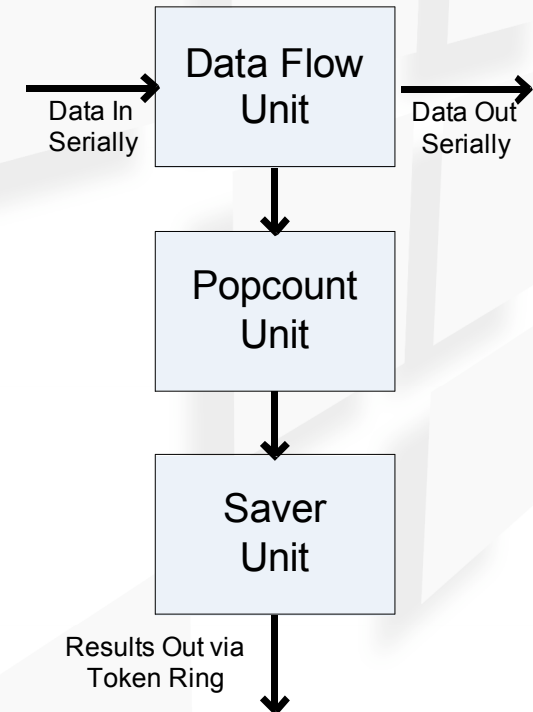 Data Flow
Unit
Data In
Serially
Data Out
Serially
Popcount
Unit
Saver
Unit
Results Out via
Token Ring